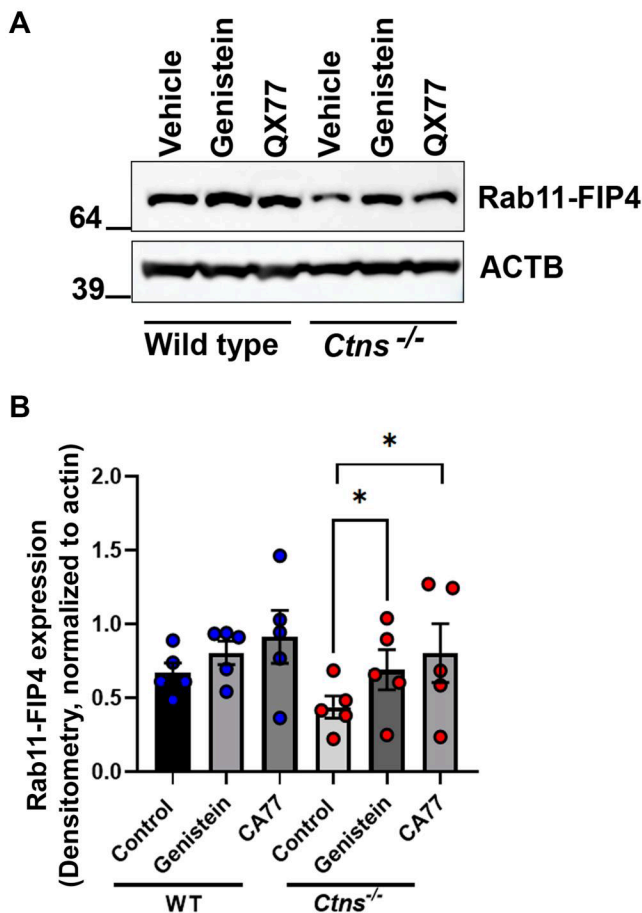 A
Vehicle
Genistein
QX77
Vehicle
Genistein
QX77
64
Rab11-FIP4
39
ACTB
Wild type
Ctns -/-
B
Rab11-FIP4 expression
(Densitometry, normalized to actin)
2.0
1.5
1.0
0.5
0.0
*
*
Control
Genistein
CA77
Control
Genistein
CA77
WT
Ctns-/-